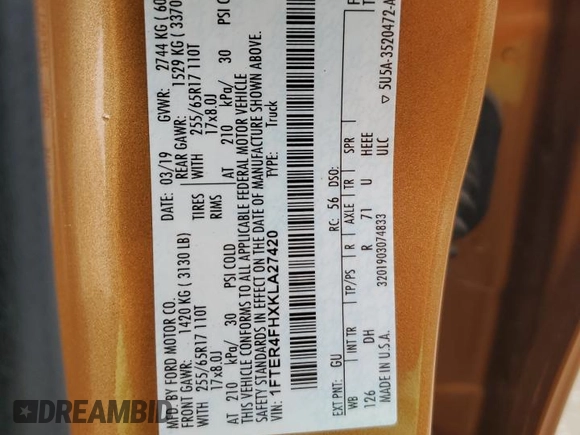 MFD. BY FORD MOTOR CO.
DATE: 03/19 GVWR: 2744 KG
FRONT GAWR: 1420 KG (3130 LB) REAR GAWR: 1529 KG
WITH 255/65R17 110T TIRES WITH 255/65R17 110T
17x8.0J RIMS 17x8.0J
AT 210 kPa/ 30 PSI COLD AT 210 kPa/ 30 PSI
THIS VEHICLE CONFORMS TO ALL APPLICABLE FEDERAL MOTOR VEHICLE
SAFETY STANDARDS IN EFFECT ON THE DATE OF MANUFACTURE SHOWN ABOVE.
VIN: 1FTER4FHXKLA27420 TYPE: Truck
EXT PNT: GU RC: 56 DSO:
WB INT TR TP/PS R AXLE TR SPR
126 DH R 71 U HEEE
ULC
MADE IN U.S.A. 3201903074833 ▽ 5U5A-3520472-A
DREAMBID